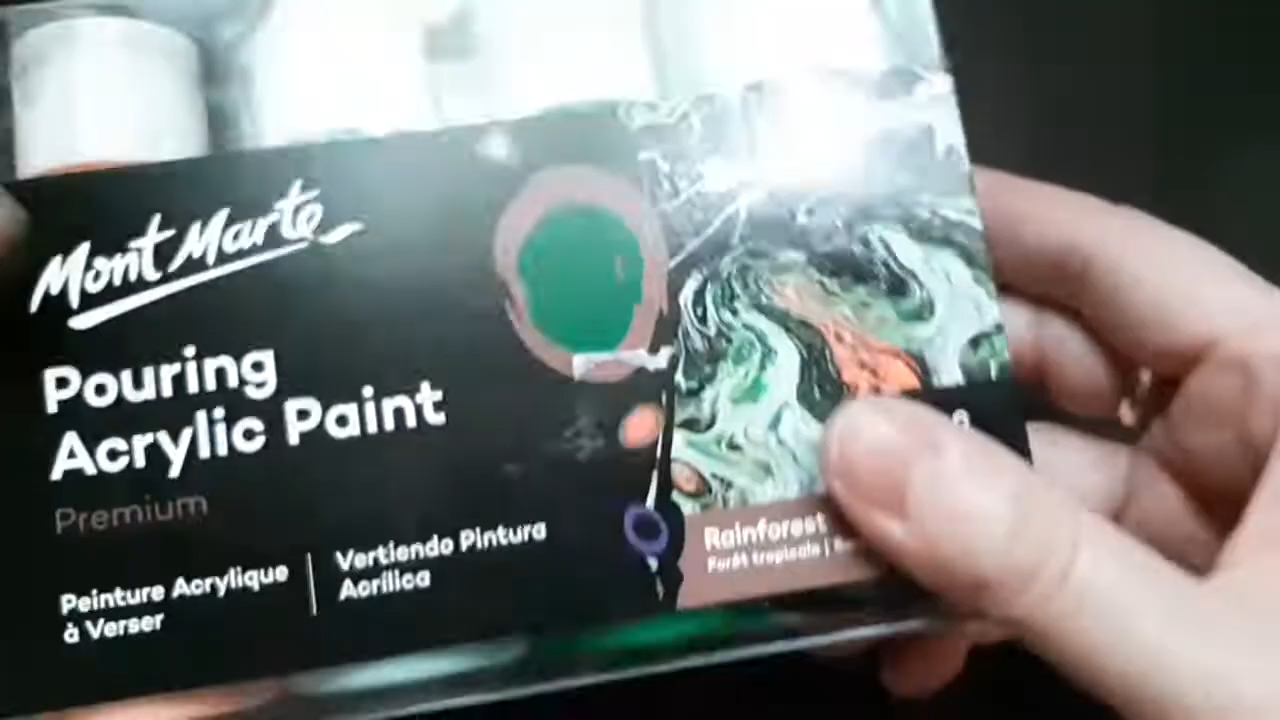 Mont Marte
Pouring
Acrylic Paint
Premium
Peinture Acrylique
à Verser
Vertiendo Pintura
Acrílica
Rainforest
Forêt tropicale |